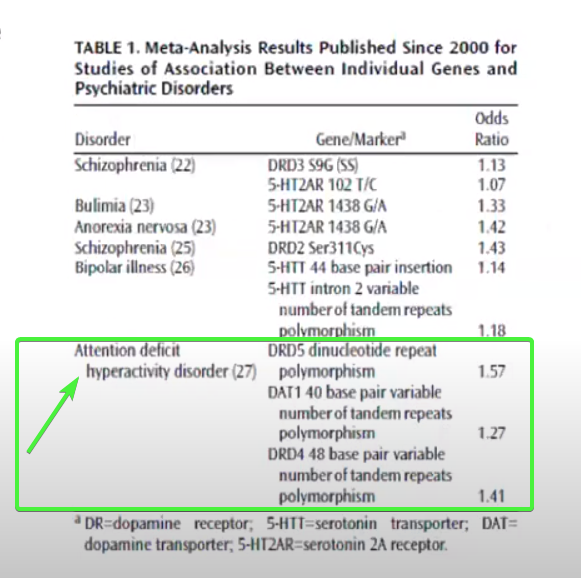 TABLE 1. Meta-Analysis Results Published Since 2000 for
Studies of Association Between Individual Genes and
Psychiatric Disorders
Odds
Disorder Gene/Markerᵃ Ratio
Schizophrenia (22) DRD3 S9G (SS) 1.13
5-HT2AR 102 T/C 1.07
Bulimia (23) 5-HT2AR 1438 G/A 1.33
Anorexia nervosa (23) 5-HT2AR 1438 G/A 1.42
Schizophrenia (25) DRD2 Ser311Cys 1.43
Bipolar illness (26) 5-HTT 44 base pair insertion 1.14
5-HTT intron 2 variable
number of tandem repeats
polymorphism 1.18
Attention deficit DRD5 dinucleotide repeat
hyperactivity disorder (27) polymorphism 1.57
DAT1 40 base pair variable
number of tandem repeats
polymorphism 1.27
DRD4 48 base pair variable
number of tandem repeats
polymorphism 1.41
ᵃ DR=dopamine receptor; 5-HTT=serotonin transporter; DAT=
dopamine transporter; 5-HT2AR=serotonin 2A receptor.